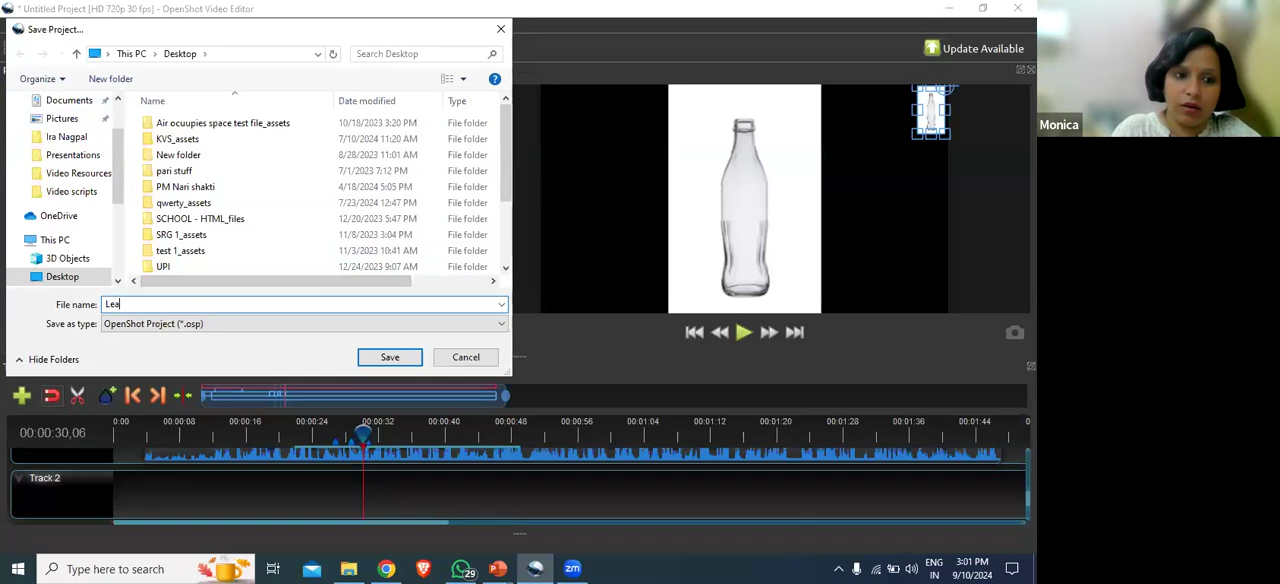 * Untitled Project [HD 720p 30 fps] - OpenShot Video Editor
Save Project...
This PC
Desktop
Search Desktop
Update Available
Organize
New folder
Documents
Pictures
Ira Nagpal
Presentations
Video Resources
Video scripts
OneDrive
This PC
3D Objects
Desktop
Name
Date modified
Type
Air ocuupies space test file_assets
10/18/2023 3:20 PM
File folder
KVS_assets
7/10/2024 11:20 AM
File folder
New folder
8/28/2023 11:01 AM
File folder
pari stuff
7/1/2023 7:12 PM
File folder
PM Nari shakti
4/18/2024 5:05 PM
File folder
qwerty_assets
7/23/2024 12:47 PM
File folder
SCHOOL - HTML_files
12/20/2023 5:47 PM
File folder
SRG 1_assets
11/8/2023 3:04 PM
File folder
test 1_assets
11/3/2023 10:41 AM
File folder
UPI
12/24/2023 9:07 AM
File folder
File name: Lea
Save as type: OpenShot Project (*.osp)
Hide Folders
Save
Cancel
Monica
00:00:30,06
0:00
00:00:08
00:00:16
00:00:24
00:00:32
00:00:40
00:00:48
00:00:56
00:01:04
00:01:12
00:01:20
00:01:28
00:01:36
00:01:44
Track 2
Type here to search
29
zm
ENG
IN
3:01 PM
9/10/2024